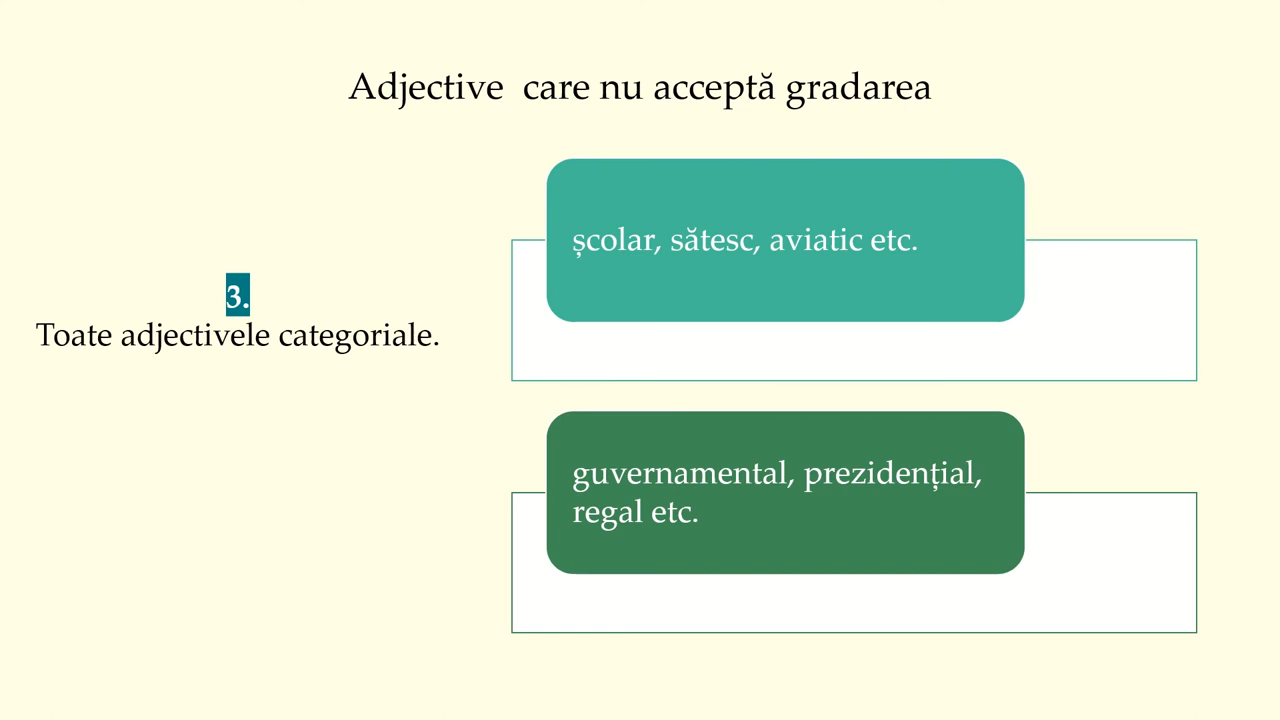 Adjective care nu acceptă gradarea
3.
Toate adjectivele categoriale.
școlar, sătesc, aviatic etc.
guvernamental, prezidențial,
regal etc.